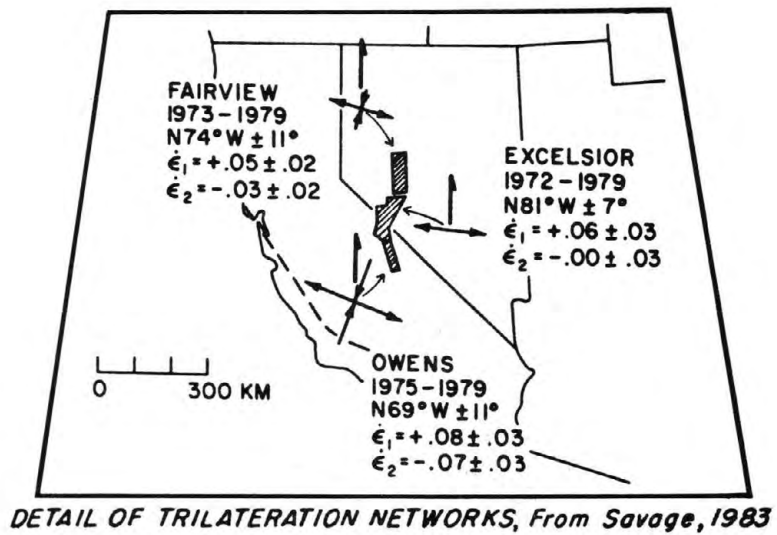 FAIRVIEW
1973-1979
N74°W ± 11°
ε̇₁=+.05±.02
ε̇₂=-.03±.02
EXCELSIOR
1972-1979
N81°W ± 7°
ε̇₁=+.06±.03
ε̇₂=-.00±.03
OWENS
1975-1979
N69°W ±11°
ε̇₁=+.08±.03
ε̇₂=-.07±.03
0 300 KM
DETAIL OF TRILATERATION NETWORKS, From Savage, 1983